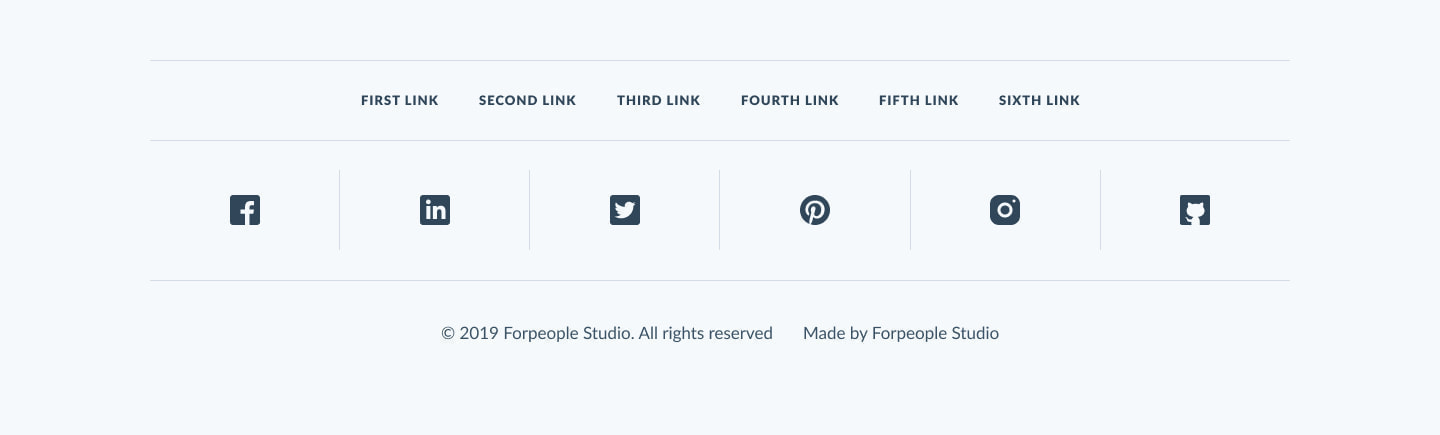 FIRST LINK SECOND LINK THIRD LINK FOURTH LINK FIFTH LINK SIXTH LINK
© 2019 Forpeople Studio. All rights reserved Made by Forpeople Studio